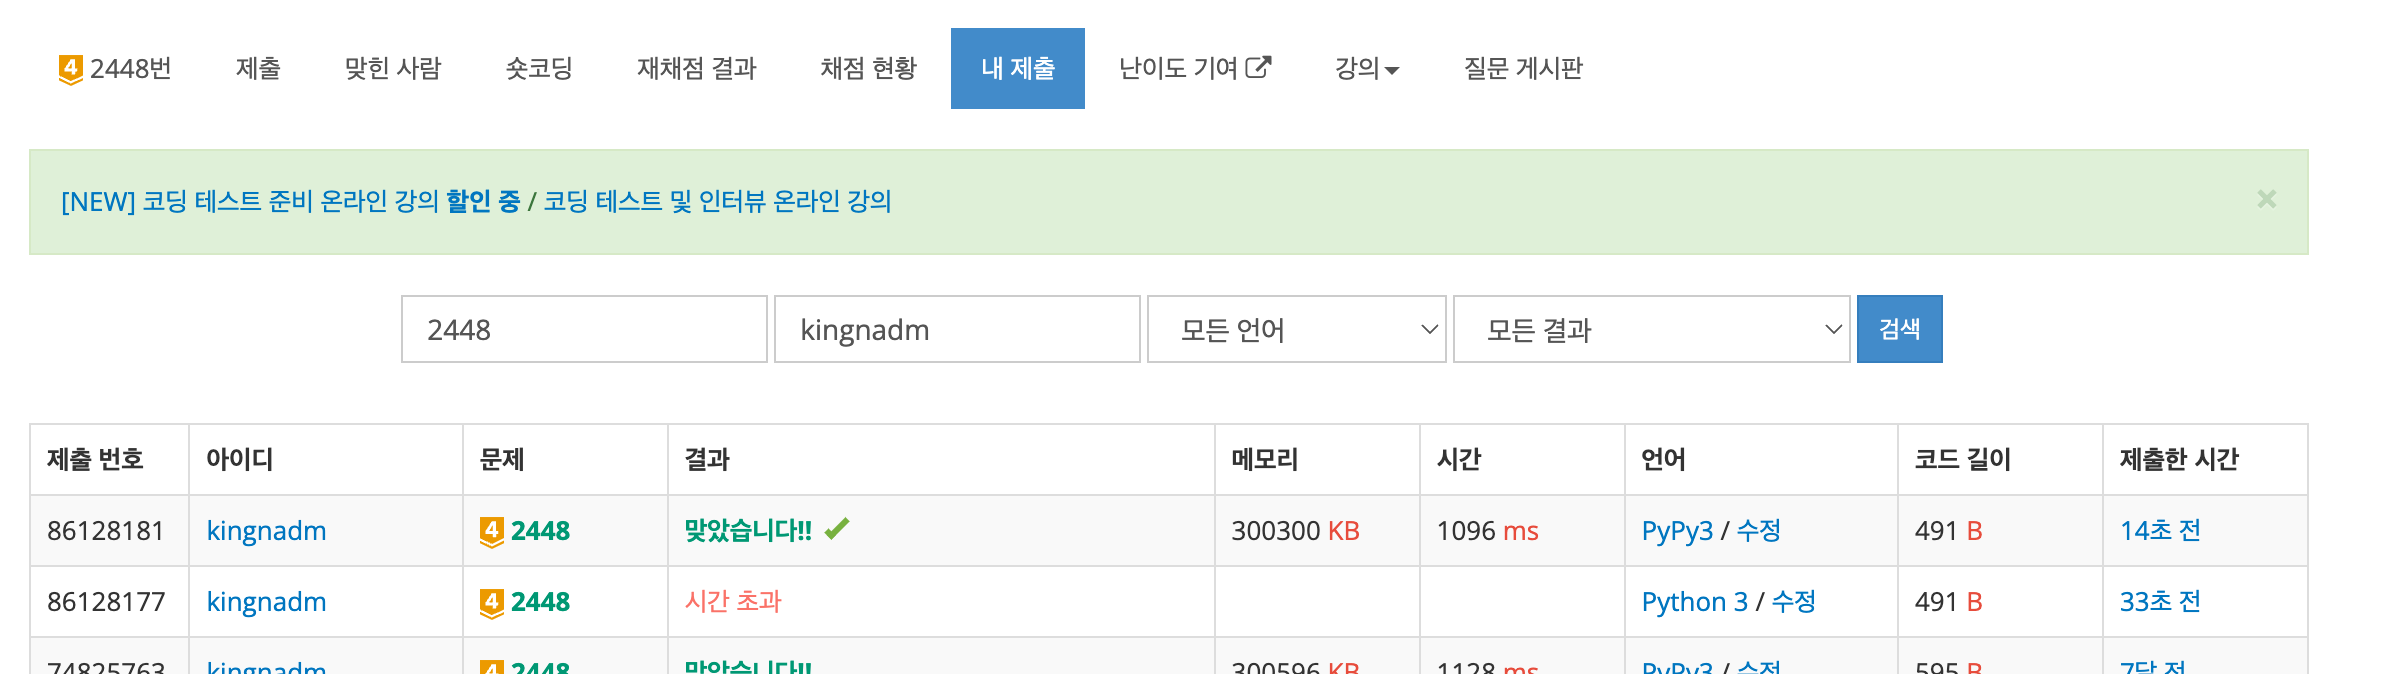 4 2448번 제출 맞힌 사람 숏코딩 재채점 결과 채점 현황 내 제출 난이도 기여 강의 질문 게시판
[NEW] 코딩 테스트 준비 온라인 강의 할인 중 / 코딩 테스트 및 인터뷰 온라인 강의 ×
2448 kingnadm 모든 언어 모든 결과 검색
제출 번호 아이디 문제 결과 메모리 시간 언어 코드 길이 제출한 시간
86128181 kingnadm 4 2448 맞았습니다!! 300300 KB 1096 ms PyPy3 / 수정 491 B 14초 전
86128177 kingnadm 4 2448 시간 초과 Python 3 / 수정 491 B 33초 전
74825763 kingnadm 4 2448 맞았습니다!! 300596 KB 1128 ms PyPy3 / 수정 595 B 7달 전